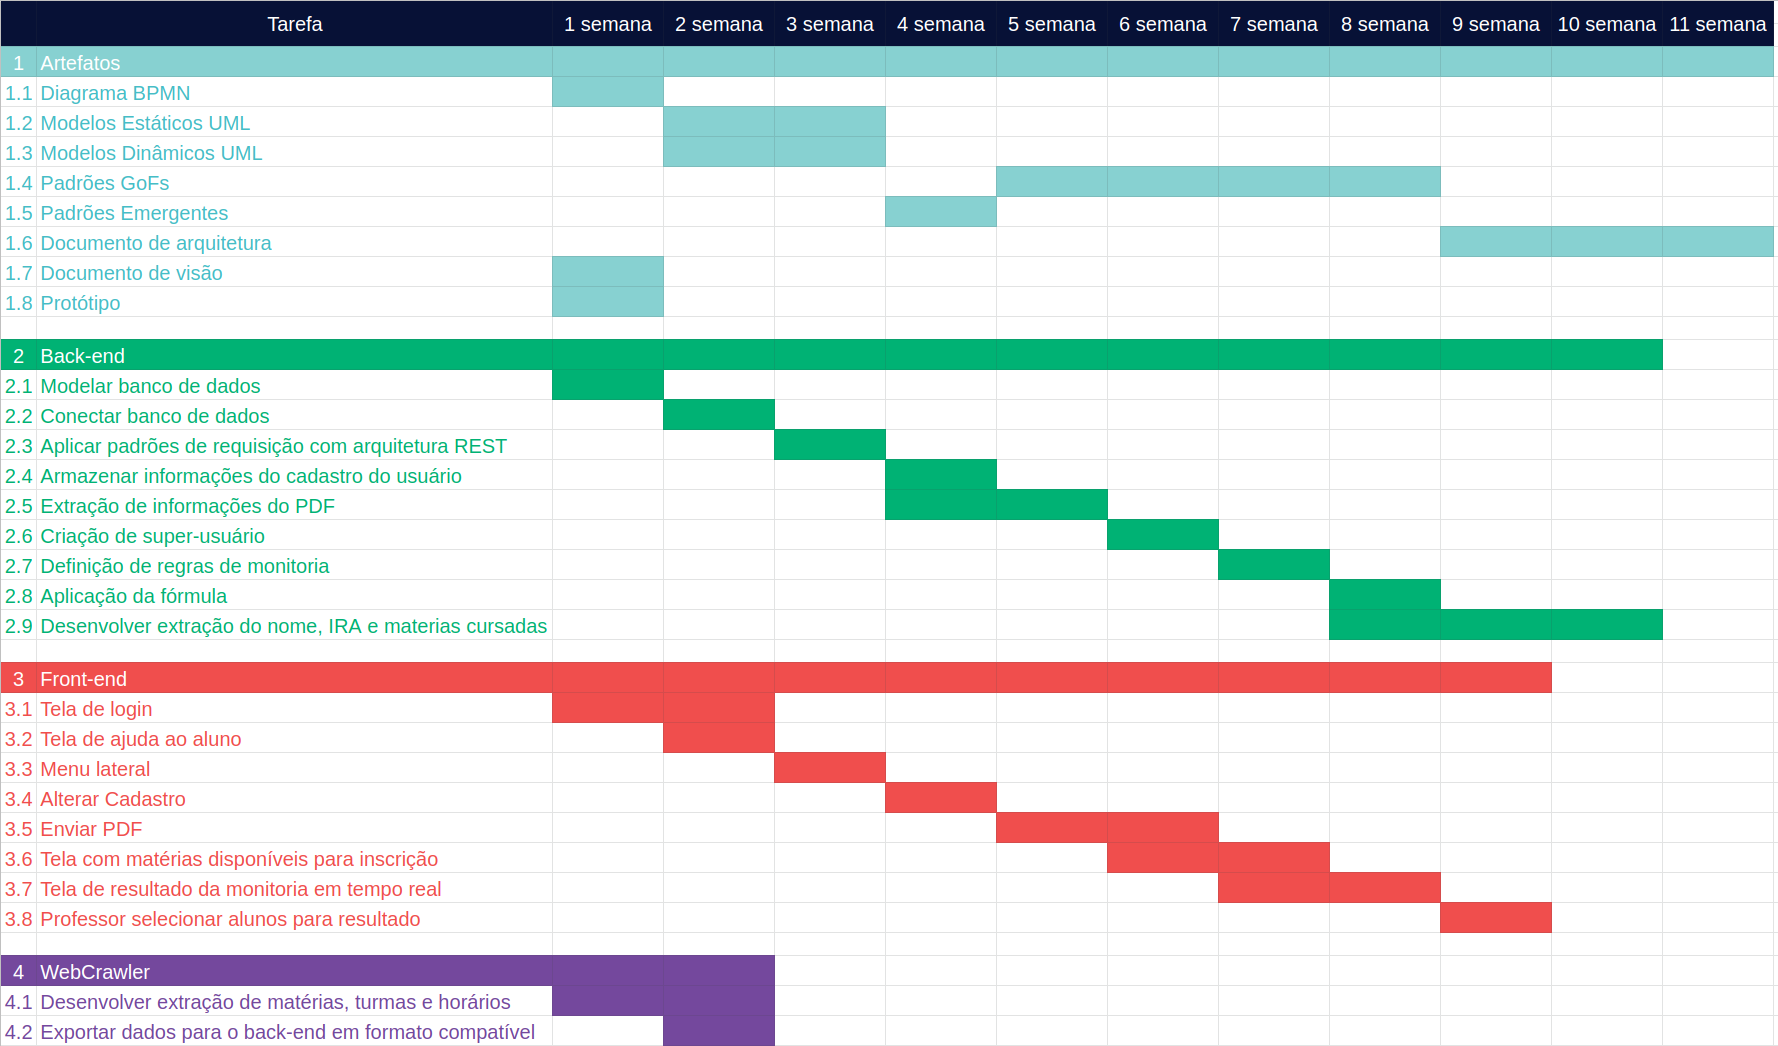 Tarefa 1 semana 2 semana 3 semana 4 semana 5 semana 6 semana 7 semana 8 semana 9 semana 10 semana 11 semana
1 Artefatos
1.1 Diagrama BPMN
1.2 Modelos Estáticos UML
1.3 Modelos Dinâmicos UML
1.4 Padrões GoFs
1.5 Padrões Emergentes
1.6 Documento de arquitetura
1.7 Documento de visão
1.8 Protótipo
2 Back-end
2.1 Modelar banco de dados
2.2 Conectar banco de dados
2.3 Aplicar padrões de requisição com arquitetura REST
2.4 Armazenar informações do cadastro do usuário
2.5 Extração de informações do PDF
2.6 Criação de super-usuário
2.7 Definição de regras de monitoria
2.8 Aplicação da fórmula
2.9 Desenvolver extração do nome, IRA e materias cursadas
3 Front-end
3.1 Tela de login
3.2 Tela de ajuda ao aluno
3.3 Menu lateral
3.4 Alterar Cadastro
3.5 Enviar PDF
3.6 Tela com matérias disponíveis para inscrição
3.7 Tela de resultado da monitoria em tempo real
3.8 Professor selecionar alunos para resultado
4 WebCrawler
4.1 Desenvolver extração de matérias, turmas e horários
4.2 Exportar dados para o back-end em formato compatível